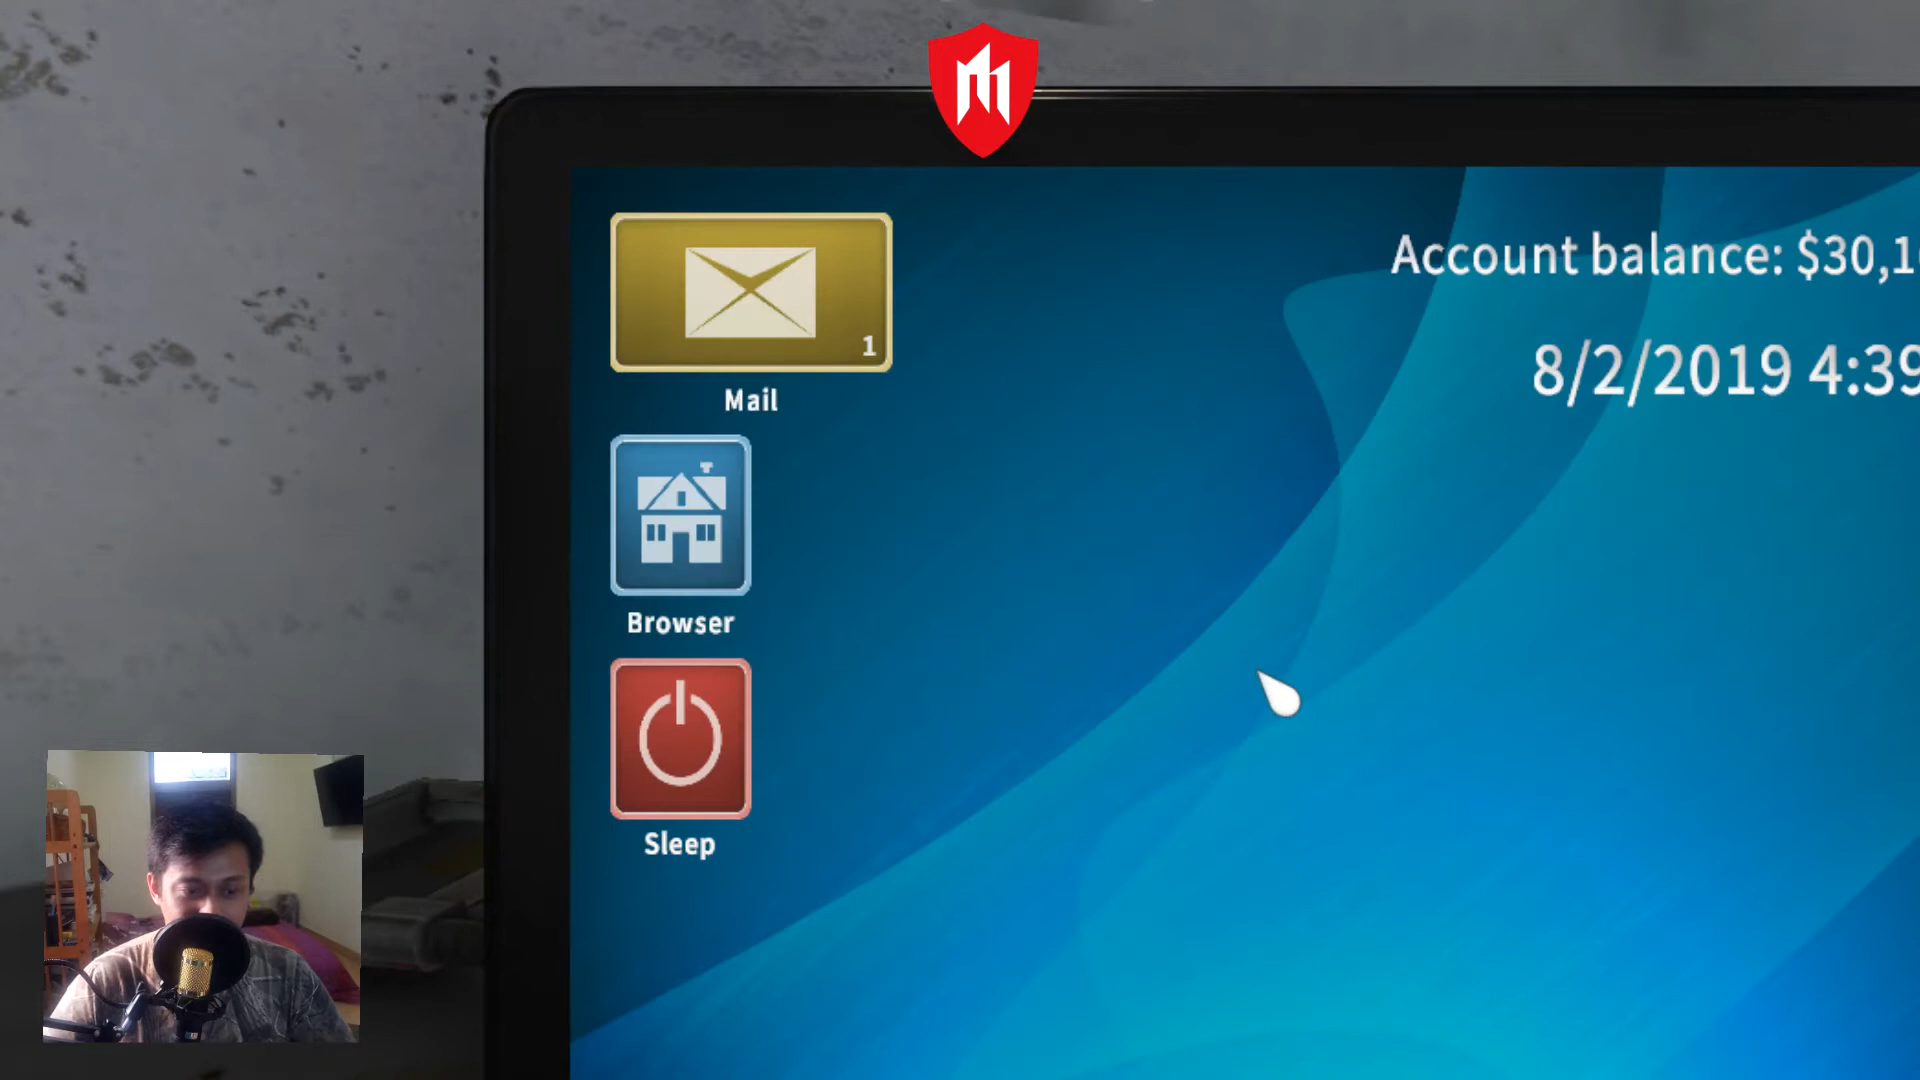 Account balance: $30,1
8/2/2019 4:39
1
Mail
Browser
Sleep